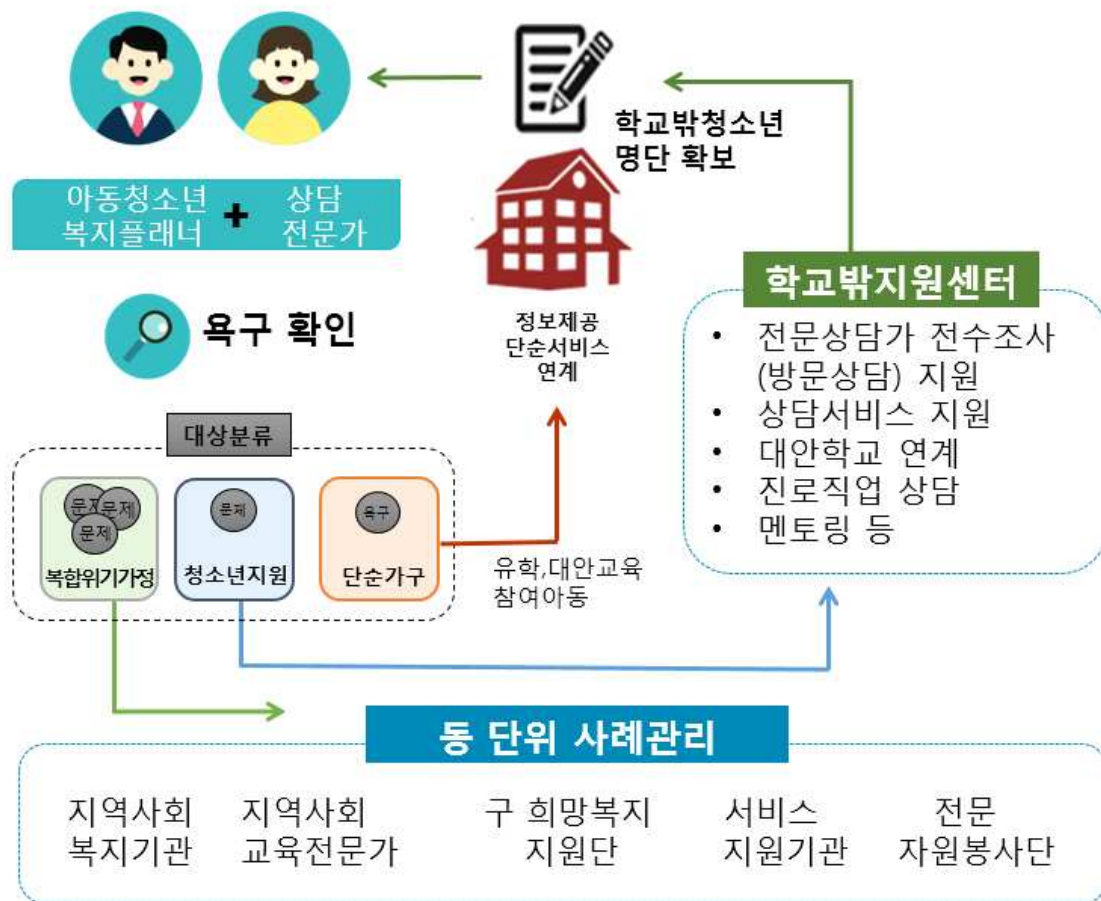 학교밖청소년
명단 확보
아동청소년
복지플래너
+
상담
전문가
욕구 확인
정보제공
단순서비스
연계
학교밖지원센터
• 전문상담가 전수조사
(방문상담) 지원
• 상담서비스 지원
• 대안학교 연계
• 진로직업 상담
• 멘토링 등
대상분류
문제
문제
문제
복합위기가정
문제
청소년지원
욕구
단순가구
유학,대안교육
참여아동
동 단위 사례관리
지역사회
복지기관
지역사회
교육전문가
구 희망복지
지원단
서비스
지원기관
전문
자원봉사단